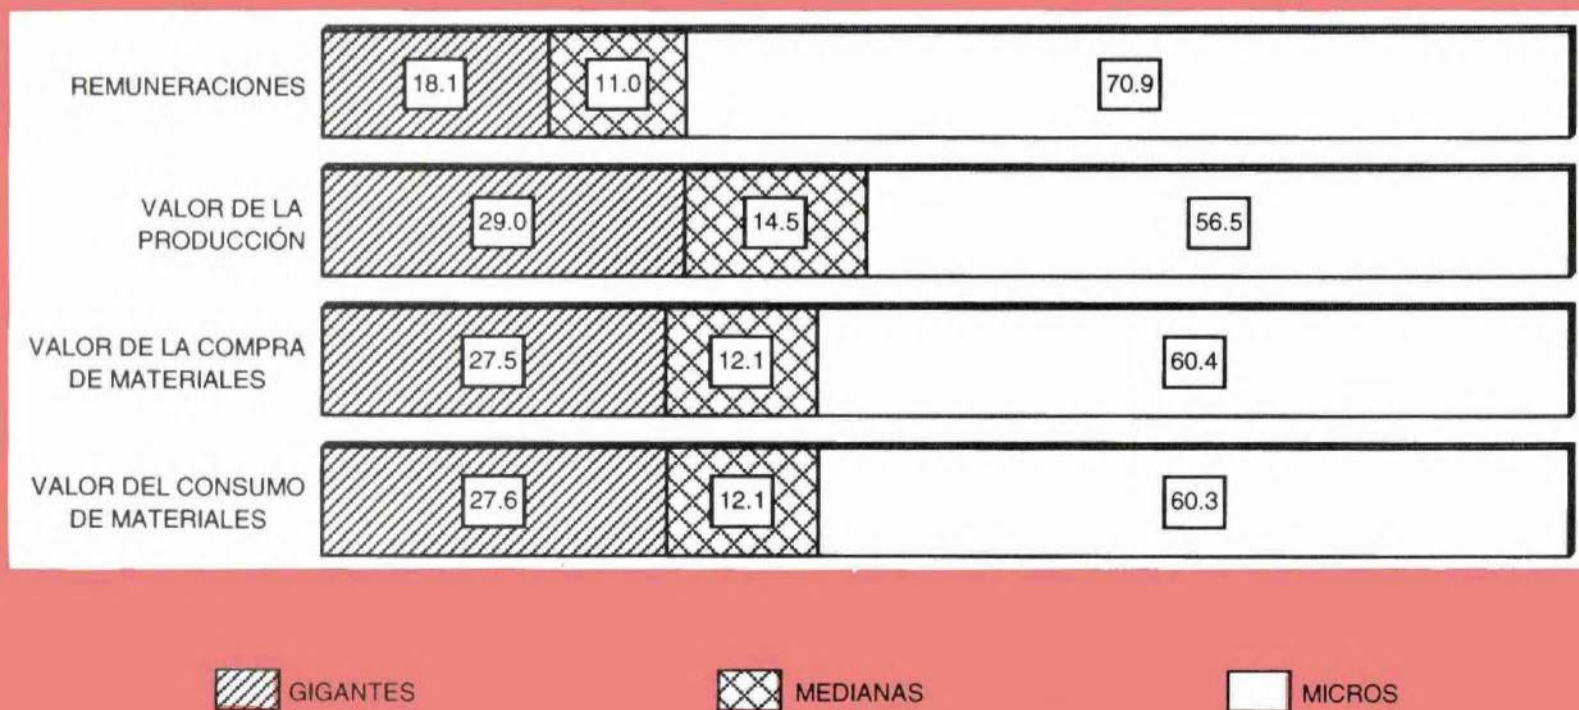 REMUNERACIONES
18.1 11.0 70.9
VALOR DE LA
PRODUCCIÓN
29.0 14.5 56.5
VALOR DE LA COMPRA
DE MATERIALES
27.5 12.1 60.4
VALOR DEL CONSUMO
DE MATERIALES
27.6 12.1 60.3
GIGANTES MEDIANAS MICROS